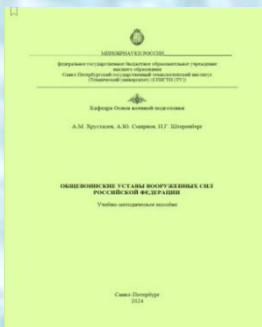 МИНОБРНАУКИ РОССИИ
федеральное государственное бюджетное образовательное учреждение
высшего образования
Санкт-Петербургский государственный технологический институт
(Технический университет) (СПбГТИ (ТУ))
Кафедра Основ военной подготовки
А.М. Хрусталев, А.Ю. Смирнов, П.Г.
ОБЩЕВОИНСКИЕ УСТАВЫ ВООРУЖЕННЫХ СИЛ
РОССИЙСКОЙ ФЕДЕРАЦИИ
Учебно-методическое пособие
Санкт-Петербург
2024